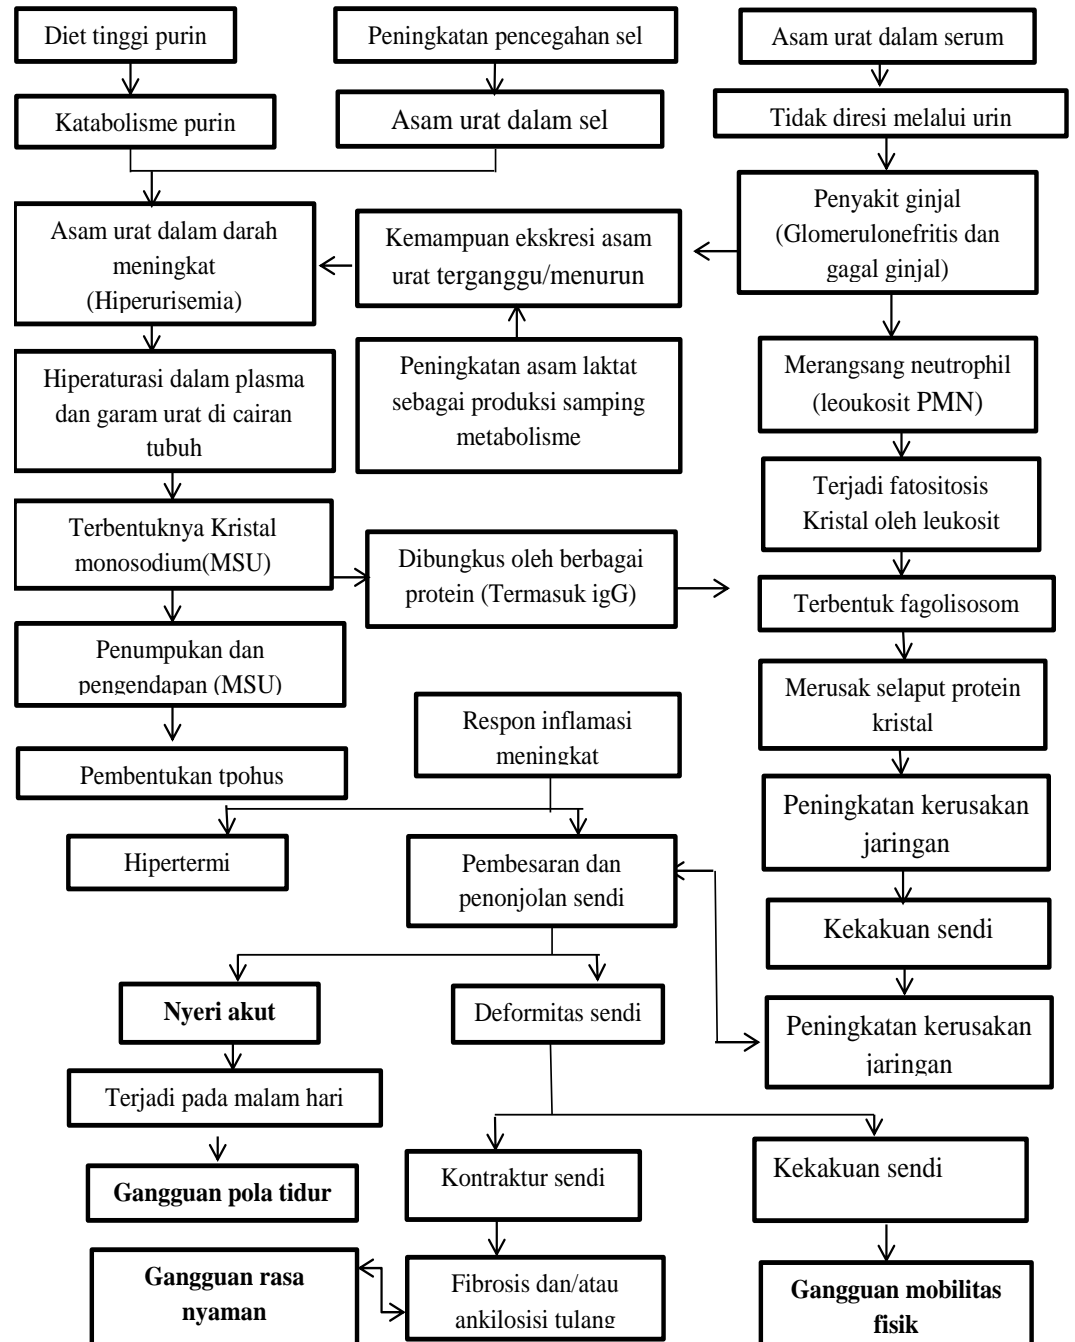 Diet tinggi purin
Peningkatan pencegahan sel
Asam urat dalam serum
Katabolisme purin
Asam urat dalam sel
Tidak diresi melalui urin
Asam urat dalam darah
meningkat
(Hiperurisemia)
Kemampuan ekskresi asam
urat terganggu/menurun
Penyakit ginjal
(Glomerulonefritis dan
gagal ginjal)
Hiperaturasi dalam plasma
dan garam urat di cairan
tubuh
Peningkatan asam laktat
sebagai produksi samping
metabolisme
Merangsang neutrophil
(leoukosit PMN)
Terbentuknya Kristal
monosodium(MSU)
Dibungkus oleh berbagai
protein (Termasuk igG)
Terjadi fatositosis
Kristal oleh leukosit
Terbentuk fagolisosom
Penumpukan dan
pengendapan (MSU)
Merusak selaput protein
kristal
Respon inflamasi
meningkat
Pembentukan tpohus
Peningkatan kerusakan
jaringan
Hipertermi
Pembesaran dan
penonjolan sendi
Kekakuan sendi
Nyeri akut
Deformitas sendi
Peningkatan kerusakan
jaringan
Terjadi pada malam hari
Gangguan pola tidur
Kontraktur sendi
Kekakuan sendi
Gangguan rasa
nyaman
Fibrosis dan/atau
ankilosisi tulang
Gangguan mobilitas
fisik